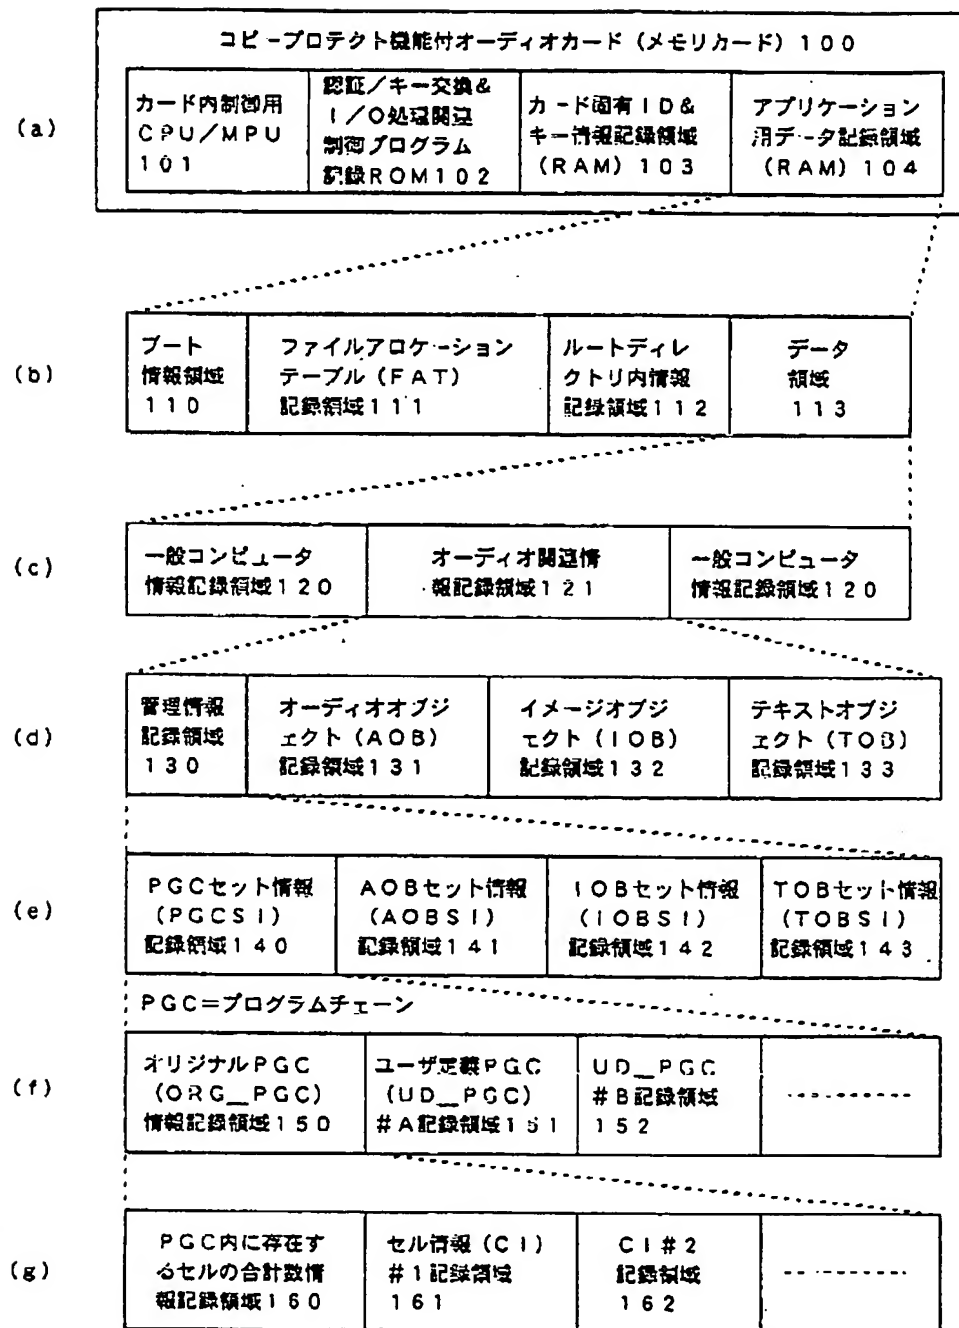 コピープロテクト機能付オーディオカード（メモリカード）１００
(a)
カード内制御用
ＣＰＵ／ＭＰＵ
１０１
認証／キー交換＆
Ｉ／Ｏ処理関連
制御プログラム
記録ROM１０２
カード固有ＩＤ＆
キー情報記録領域
(ＲＡＭ)１０３
アプリケーション
用データ記録領域
(ＲＡＭ)１０４
(b)
ブート
情報領域
１１０
ファイルアロケーション
テーブル（ＦＡＴ）
記録領域１１１
ルートディレ
クトリ内情報
記録領域１１２
データ
領域
１１３
(c)
一般コンピュータ
情報記録領域１２０
オーディオ関連情
報記録領域１２１
一般コンピュータ
情報記録領域１２０
(d)
管理情報
記録領域
１３０
オーディオオブジ
ェクト（ＡＯＢ）
記録領域１３１
イメージオブジ
ェクト（ＩＯＢ）
記録領域１３２
テキストオブジ
ェクト（ＴＯＢ）
記録領域１３３
(e)
ＰＧＣセット情報
(ＰＧＣＳＩ)
記録領域１４０
ＡＯＢセット情報
(ＡＯＢＳＩ)
記録領域１４１
ＩＯＢセット情報
(ＩＯＢＳＩ)
記録領域１４２
ＴＯＢセット情報
(ＴＯＢＳＩ)
記録領域１４３
ＰＧＣ＝プログラムチェーン
(f)
オリジナルＰＧＣ
(ＯＲＧ＿ＰＧＣ)
情報記録領域１５０
ユーザ定義ＰＧＣ
(ＵＤ＿ＰＧＣ)
＃Ａ記録領域１５１
ＵＤ＿ＰＧＣ
＃Ｂ記録領域
１５２
(g)
ＰＧＣ内に存在す
るセルの合計数情
報記録領域１６０
セル情報（ＣＩ）
＃１記録領域
１６１
ＣＩ＃２
記録領域
１６２